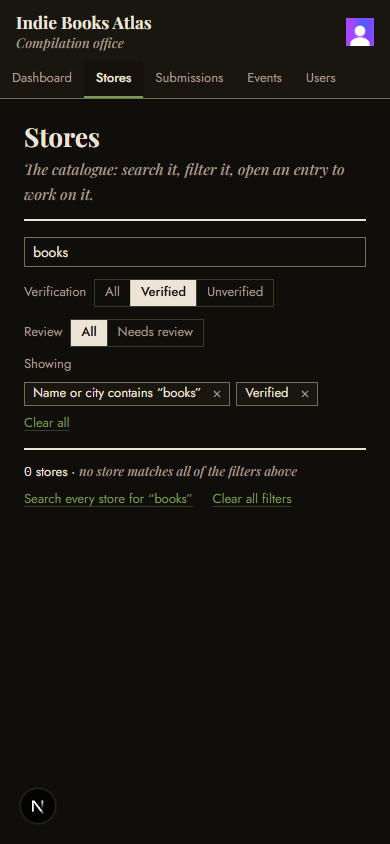 Indie Books Atlas
Compilation office
Dashboard Stores Submissions Events Users
Stores
The catalogue: search it, filter it, open an entry to
work on it.
books
Verification All Verified Unverified
Review All Needs review
Showing
Name or city contains “books” × Verified ×
Clear all
0 stores · no store matches all of the filters above
Search every store for “books” Clear all filters
N